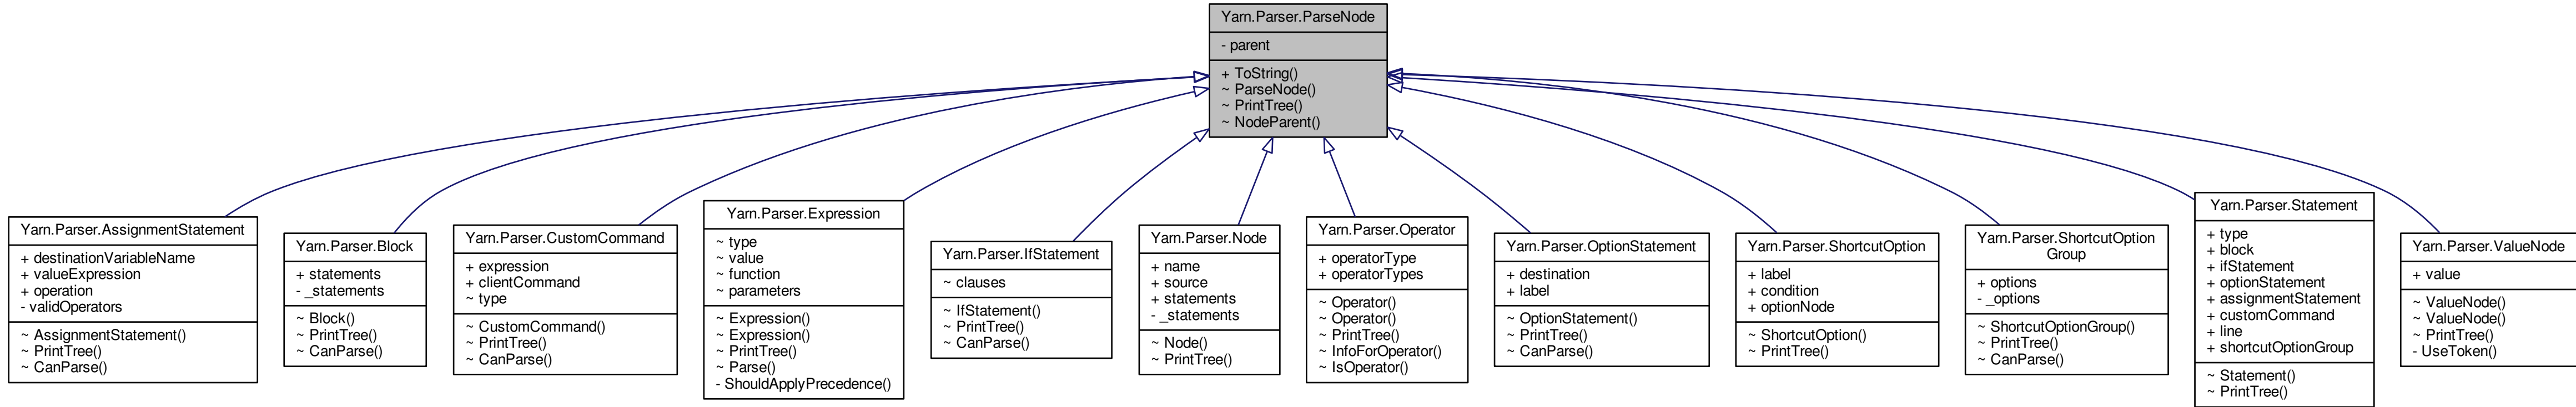 Yarn.Parser.ParseNode
- parent
+ ToString()
~ ParseNode()
~ PrintTree()
~ NodeParent()
Yarn.Parser.AssignmentStatement
+ destinationVariableName
+ valueExpression
+ operation
- validOperators
~ AssignmentStatement()
~ PrintTree()
~ CanParse()
Yarn.Parser.Block
+ statements
- _statements
~ Block()
~ PrintTree()
~ CanParse()
Yarn.Parser.CustomCommand
+ expression
+ clientCommand
~ type
~ CustomCommand()
~ PrintTree()
~ CanParse()
Yarn.Parser.Expression
~ type
~ value
~ function
~ parameters
~ Expression()
~ Expression()
~ PrintTree()
~ Parse()
- ShouldApplyPrecedence()
Yarn.Parser.IfStatement
~ clauses
~ IfStatement()
~ PrintTree()
~ CanParse()
Yarn.Parser.Node
+ name
+ source
+ statements
- _statements
~ Node()
~ PrintTree()
Yarn.Parser.Operator
+ operatorType
+ operatorTypes
~ Operator()
~ Operator()
~ PrintTree()
~ InfoForOperator()
~ IsOperator()
Yarn.Parser.OptionStatement
+ destination
+ label
~ OptionStatement()
~ PrintTree()
~ CanParse()
Yarn.Parser.ShortcutOption
+ label
+ condition
+ optionNode
~ ShortcutOption()
~ PrintTree()
Yarn.Parser.ShortcutOption
Group
+ options
- _options
~ ShortcutOptionGroup()
~ PrintTree()
~ CanParse()
Yarn.Parser.Statement
+ type
+ block
+ ifStatement
+ optionStatement
+ assignmentStatement
+ customCommand
+ line
+ shortcutOptionGroup
~ Statement()
~ PrintTree()
Yarn.Parser.ValueNode
+ value
~ ValueNode()
~ ValueNode()
~ PrintTree()
- UseToken()